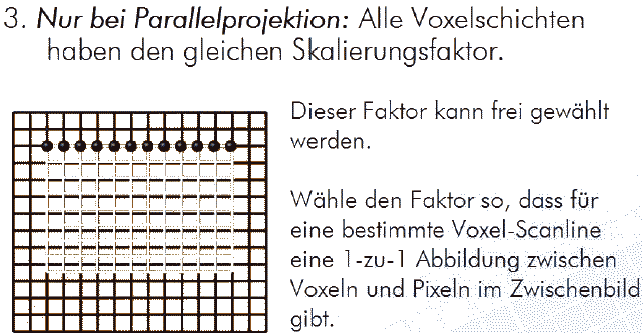 3. Nur bei Parallelprojektion: Alle Voxelschichten
haben den gleichen Skalierungsfaktor.
Dieser Faktor kann frei gewählt
werden.
Wähle den Faktor so, dass für
eine bestimmte Voxel-Scanline
eine 1-zu-1 Abbildung zwischen
Voxeln und Pixeln im Zwischenbild
gibt.